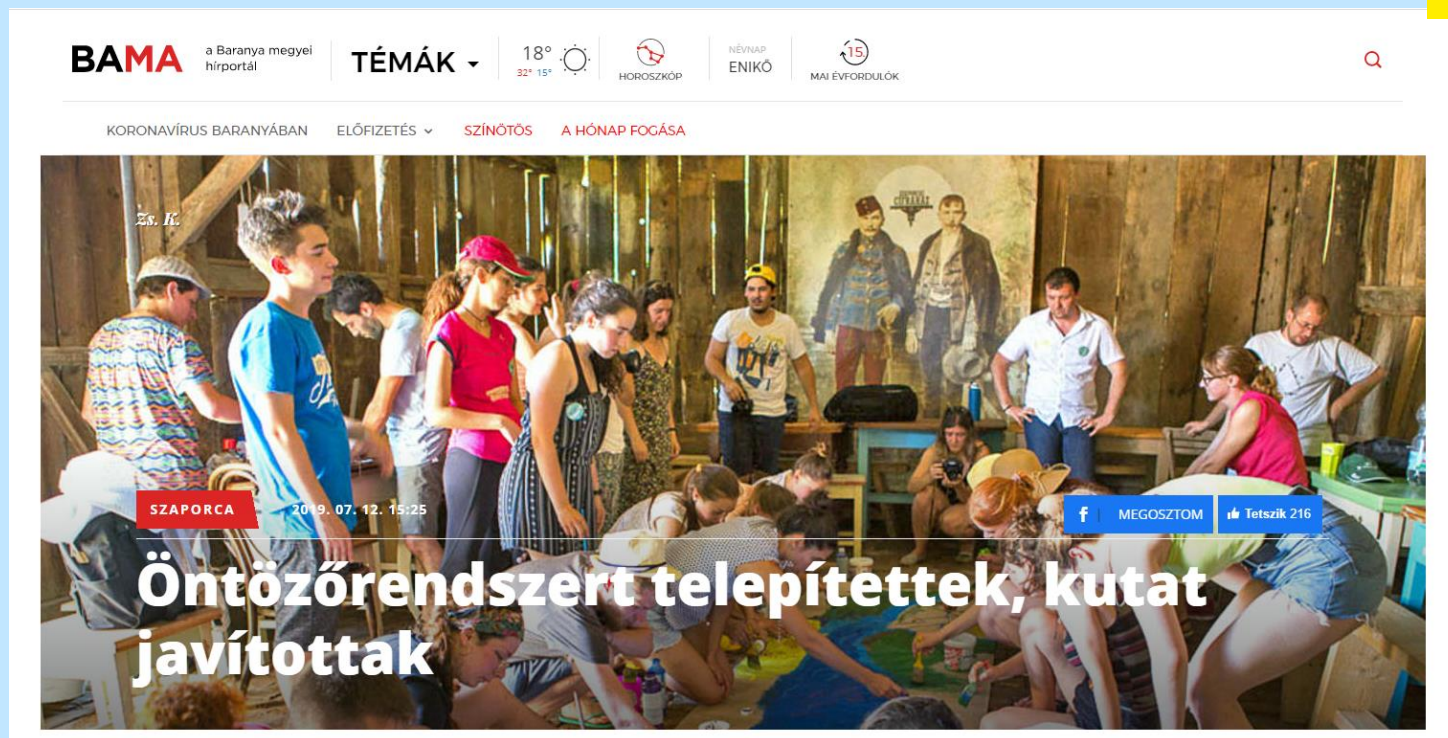 BAMA
a Baranya megyei
hírportál
TÉMÁK
18°
32° 15°
HOROSZKÓP
NÉVNAP
ENIKŐ
15
MAI ÉVFORDULÓK
KORONAVÍRUS BARANYÁBAN ELŐFIZETÉS SZÍNÖTÖS A HÓNAP FOGÁSA
Zs. K.
SZAPORCA
2019. 07. 12. 15:25
f | MEGOSZTOM
Tetszik 216
Öntözőrendszert telepítettek, kutat
javítottak